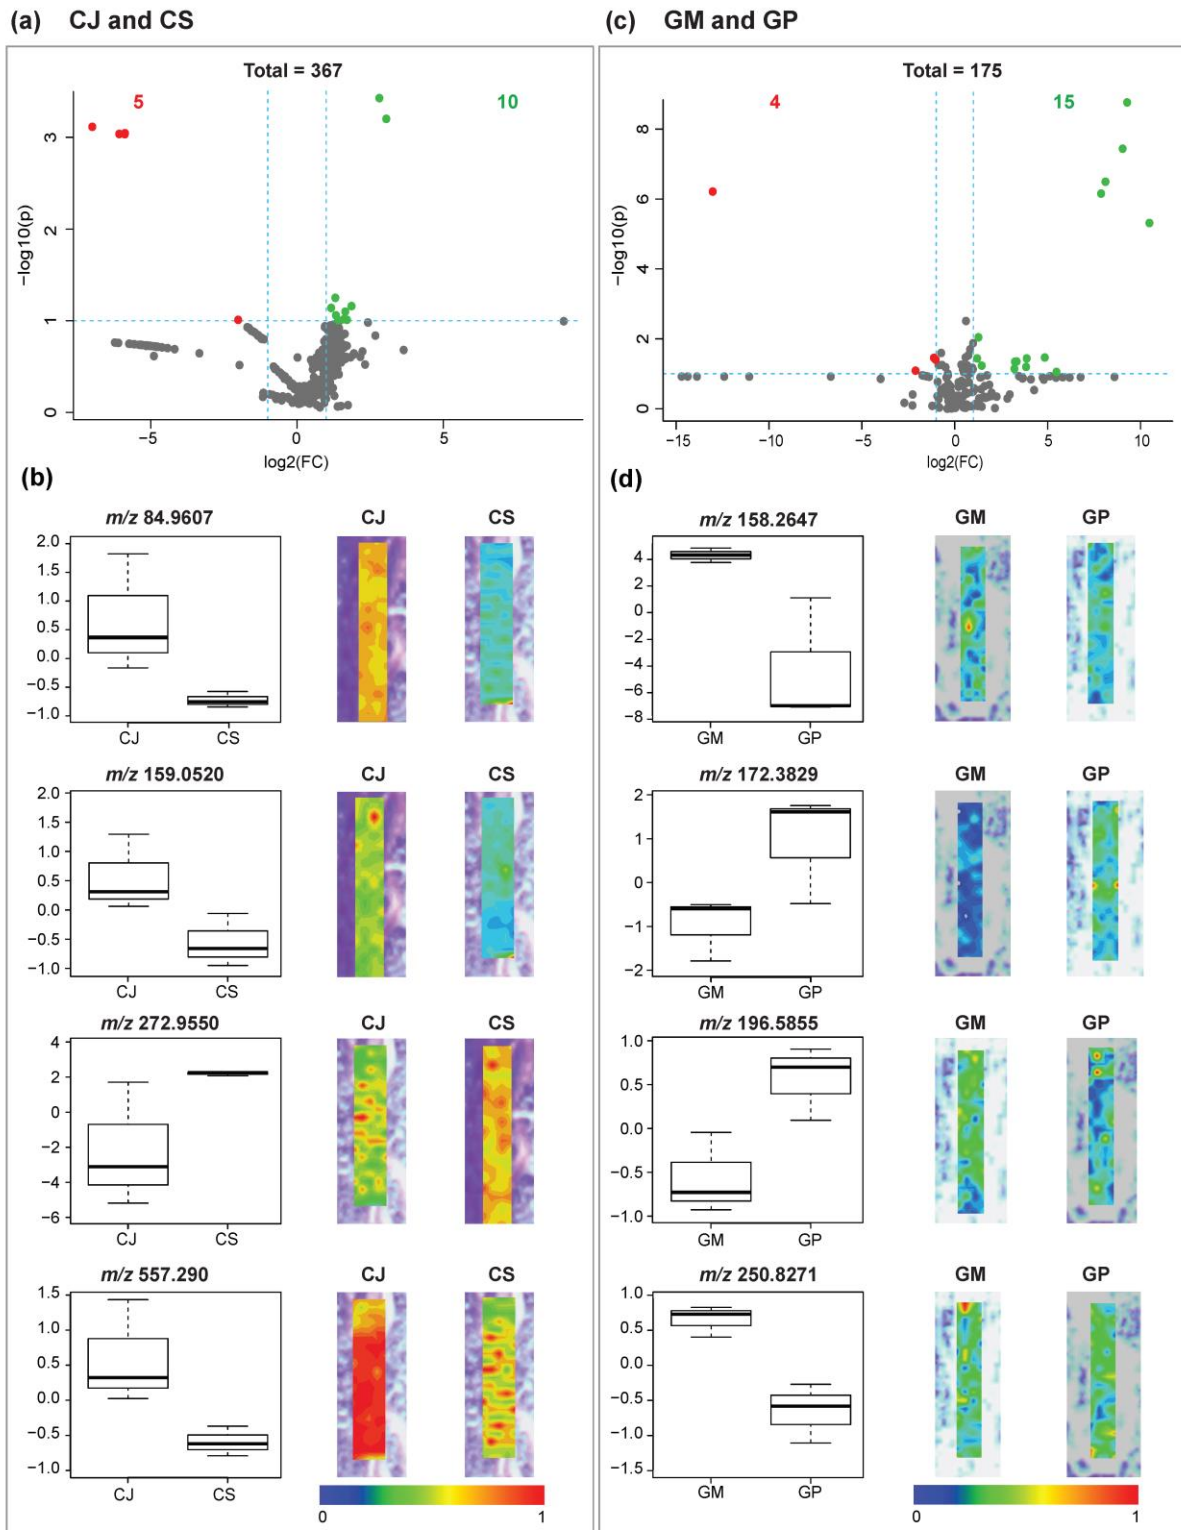 (a) CJ and CS
Total = 367
5
10
3
2
1
0
−log10(p)
−5
0
5
log2(FC)
(b)
m/z 84.9607
CJ
CS
2.0
1.5
1.0
0.5
0.0
−0.5
−1.0
CJ
CS
m/z 159.0520
CJ
CS
2.0
1.5
1.0
0.5
0.0
−0.5
−1.0
CJ
CS
m/z 272.9550
CJ
CS
4
2
0
−2
−4
−6
CJ
CS
m/z 557.290
CJ
CS
1.5
1.0
0.5
0.0
−0.5
−1.0
CJ
CS
0
1
(c) GM and GP
Total = 175
4
15
8
6
4
2
0
−log10(p)
−15
−10
−5
0
5
10
log2(FC)
(d)
m/z 158.2647
GM
GP
4
2
0
−2
−4
−6
−8
GM
GP
m/z 172.3829
GM
GP
2
1
0
−1
−2
GM
GP
m/z 196.5855
GM
GP
1.0
0.5
0.0
−0.5
−1.0
GM
GP
m/z 250.8271
GM
GP
1.0
0.5
0.0
−0.5
−1.0
−1.5
GM
GP
0
1